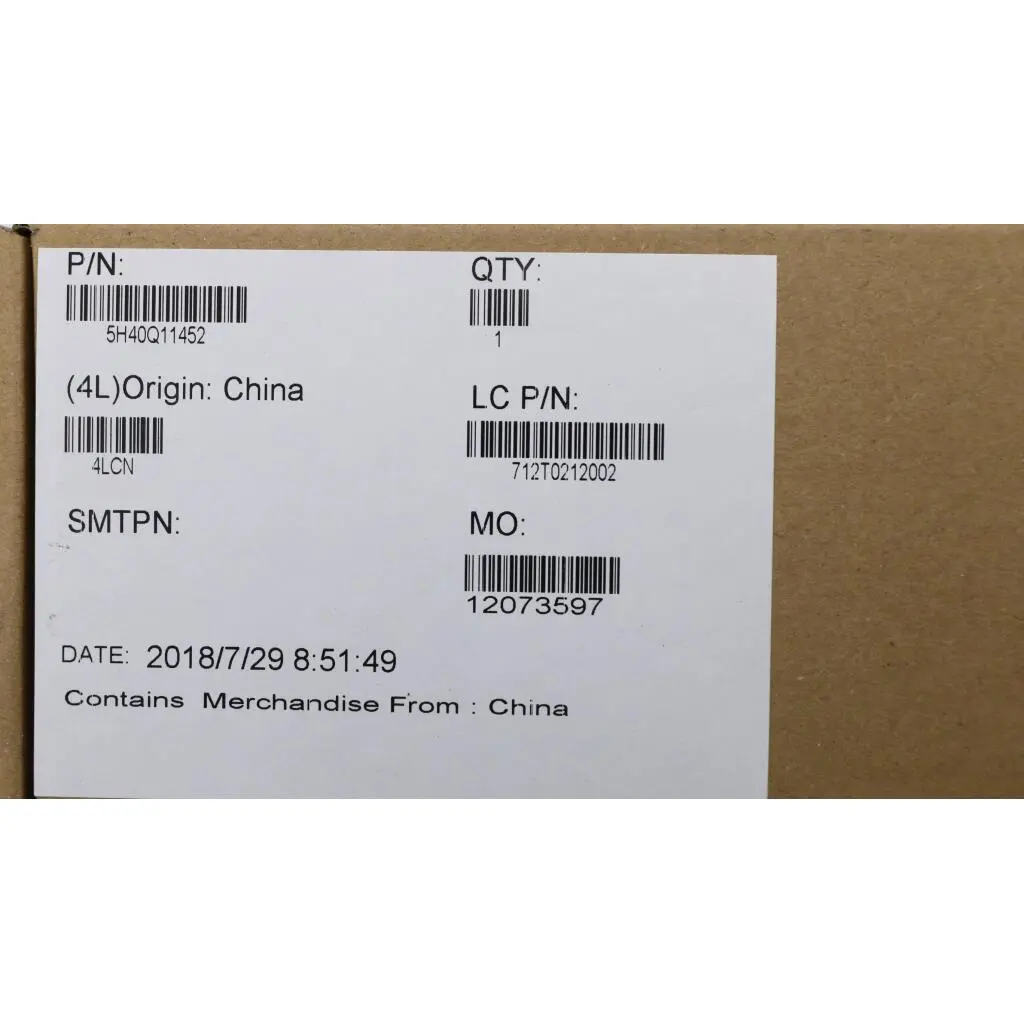 P/N:
5H40Q11452
QTY:
1
(4L)Origin: China
4LCN
LC P/N:
712T0212002
SMTPN:
MO:
12073597
DATE: 2018/7/29 8:51:49
Contains Merchandise From : China